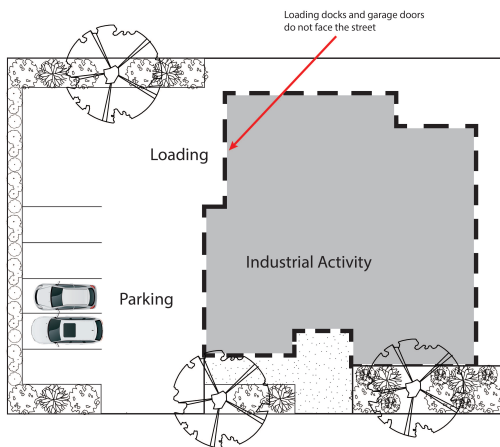 Loading docks and garage doors
do not face the street
Loading
Industrial Activity
Parking